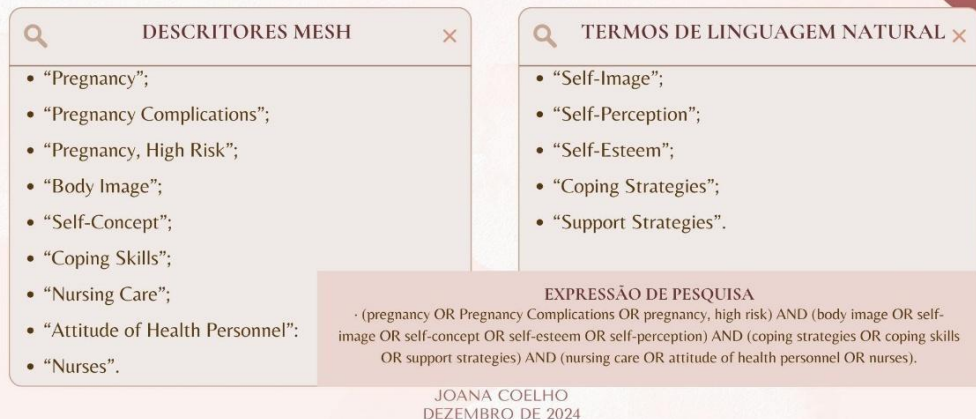 DESCRITORES MESH
• “Pregnancy”;
• “Pregnancy Complications”;
• “Pregnancy, High Risk”;
• “Body Image”;
• “Self-Concept”;
• “Coping Skills”;
• “Nursing Care”;
• “Attitude of Health Personnel”:
• “Nurses”.
TERMOS DE LINGUAGEM NATURAL
• “Self-Image”;
• “Self-Perception”;
• “Self-Esteem”;
• “Coping Strategies”;
• “Support Strategies”.
EXPRESSÃO DE PESQUISA
· (pregnancy OR Pregnancy Complications OR pregnancy, high risk) AND (body image OR self-
image OR self-concept OR self-esteem OR self-perception) AND (coping strategies OR coping skills
OR support strategies) AND (nursing care OR attitude of health personnel OR nurses).
JOANA COELHO
DEZEMBRO DE 2024